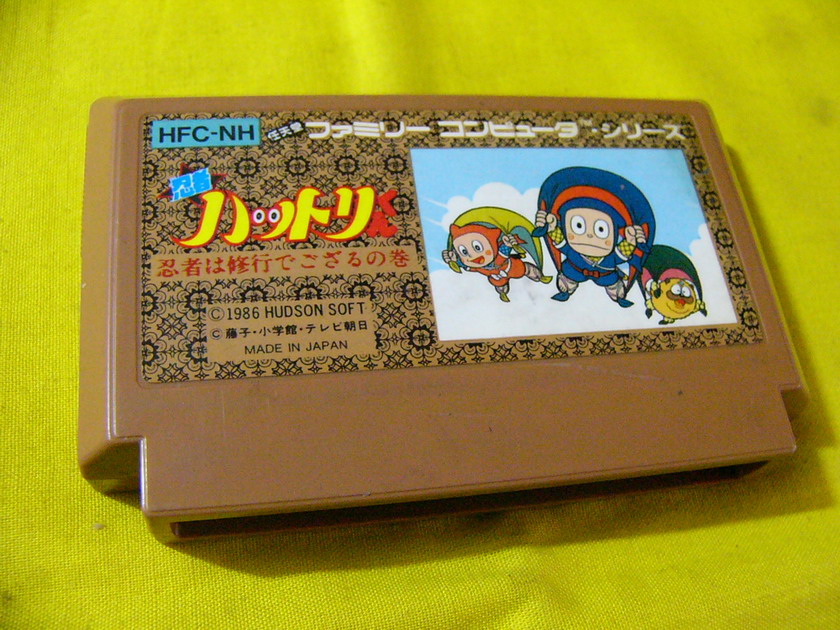 HFC-NH
任天堂 ファミリー コンピュータ™・シリーズ
忍者
ハットリくん
忍者は修行でござるの巻
©1986 HUDSON SOFT
©藤子・小学館・テレビ朝日
MADE IN JAPAN